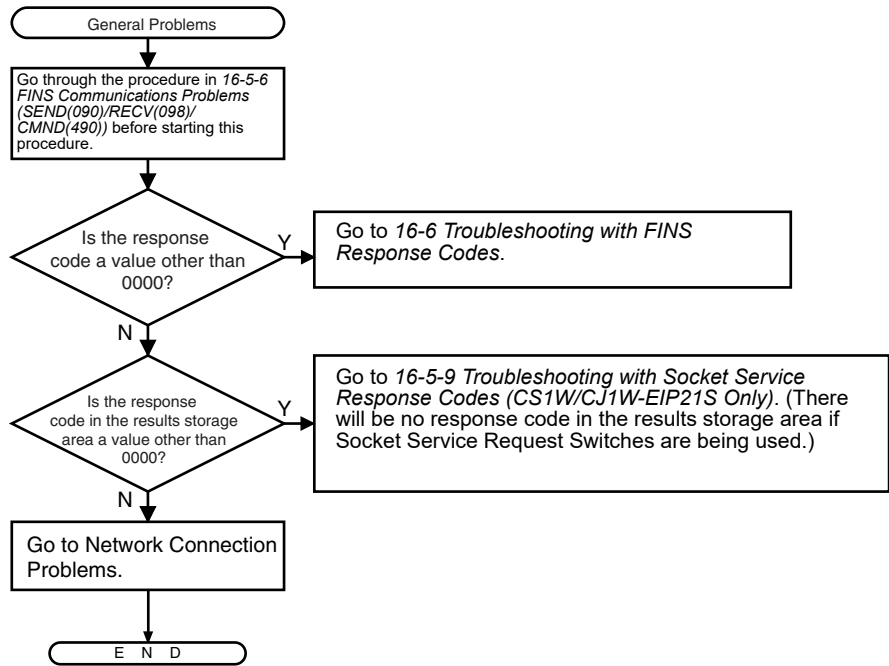 General Problems
Go through the procedure in 16-5-6
FINS Communications Problems
(SEND(090)/RECV(098)/
CMND(490)) before starting this
procedure.
Is the response
code a value other than
0000?
Y
Go to 16-6 Troubleshooting with FINS
Response Codes.
N
Is the response
code in the results storage
area a value other than
0000?
Y
Go to 16-5-9 Troubleshooting with Socket Service
Response Codes (CS1W/CJ1W-EIP21S Only). (There
will be no response code in the results storage area if
Socket Service Request Switches are being used.)
N
Go to Network Connection
Problems.
E N D